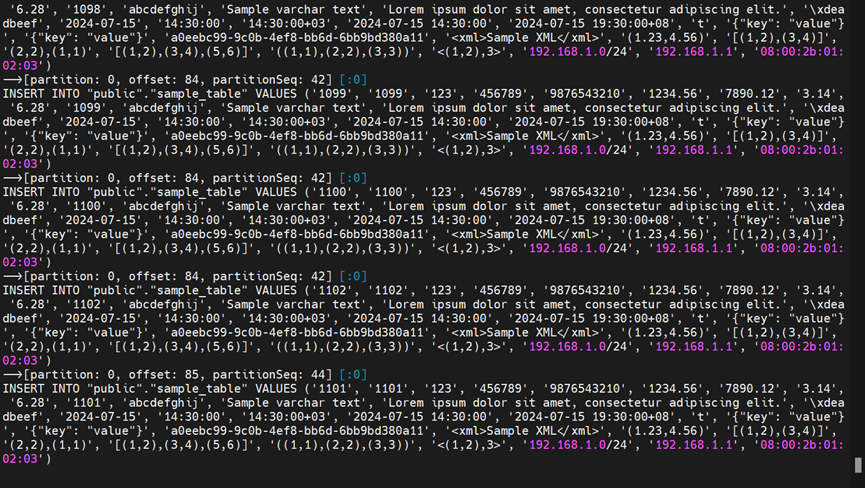 '6.28', '1098', 'abcdefghij', 'Sample varchar text', 'Lorem ipsum dolor sit amet, consectetur adipiscing elit.', '\xdea
dbeef', '2024-07-15', '14:30:00', '14:30:00+03', '2024-07-15 14:30:00', '2024-07-15 19:30:00+08', 't', '{"key": "value"}
', '{"key": "value"}', 'a0eebc99-9c0b-4ef8-bb6d-6bb9bd380a11', '<xml>Sample XML</xml>', '(1.23,4.56)', '[(1,2),(3,4)]',
'(2,2),(1,1)', '[(1,2),(3,4),(5,6)]', '((1,1),(2,2),(3,3))', '<(1,2),3>', '192.168.1.0/24', '192.168.1.1', '08:00:2b:01:
02:03')
——>[partition: 0, offset: 84, partitionSeq: 42] [:0]
INSERT INTO "public"."sample_table" VALUES ('1099', '1099', '123', '456789', '9876543210', '1234.56', '7890.12', '3.14',
'6.28', '1099', 'abcdefghij', 'Sample varchar text', 'Lorem ipsum dolor sit amet, consectetur adipiscing elit.', '\xdea
dbeef', '2024-07-15', '14:30:00', '14:30:00+03', '2024-07-15 14:30:00', '2024-07-15 19:30:00+08', 't', '{"key": "value"}
', '{"key": "value"}', 'a0eebc99-9c0b-4ef8-bb6d-6bb9bd380a11', '<xml>Sample XML</xml>', '(1.23,4.56)', '[(1,2),(3,4)]',
'(2,2),(1,1)', '[(1,2),(3,4),(5,6)]', '((1,1),(2,2),(3,3))', '<(1,2),3>', '192.168.1.0/24', '192.168.1.1', '08:00:2b:01:
02:03')
——>[partition: 0, offset: 84, partitionSeq: 42] [:0]
INSERT INTO "public"."sample_table" VALUES ('1100', '1100', '123', '456789', '9876543210', '1234.56', '7890.12', '3.14',
'6.28', '1100', 'abcdefghij', 'Sample varchar text', 'Lorem ipsum dolor sit amet, consectetur adipiscing elit.', '\xdea
dbeef', '2024-07-15', '14:30:00', '14:30:00+03', '2024-07-15 14:30:00', '2024-07-15 19:30:00+08', 't', '{"key": "value"}
', '{"key": "value"}', 'a0eebc99-9c0b-4ef8-bb6d-6bb9bd380a11', '<xml>Sample XML</xml>', '(1.23,4.56)', '[(1,2),(3,4)]',
'(2,2),(1,1)', '[(1,2),(3,4),(5,6)]', '((1,1),(2,2),(3,3))', '<(1,2),3>', '192.168.1.0/24', '192.168.1.1', '08:00:2b:01:
02:03')
——>[partition: 0, offset: 84, partitionSeq: 42] [:0]
INSERT INTO "public"."sample_table" VALUES ('1102', '1102', '123', '456789', '9876543210', '1234.56', '7890.12', '3.14',
'6.28', '1102', 'abcdefghij', 'Sample varchar text', 'Lorem ipsum dolor sit amet, consectetur adipiscing elit.', '\xdea
dbeef', '2024-07-15', '14:30:00', '14:30:00+03', '2024-07-15 14:30:00', '2024-07-15 19:30:00+08', 't', '{"key": "value"}
', '{"key": "value"}', 'a0eebc99-9c0b-4ef8-bb6d-6bb9bd380a11', '<xml>Sample XML</xml>', '(1.23,4.56)', '[(1,2),(3,4)]',
'(2,2),(1,1)', '[(1,2),(3,4),(5,6)]', '((1,1),(2,2),(3,3))', '<(1,2),3>', '192.168.1.0/24', '192.168.1.1', '08:00:2b:01:
02:03')
——>[partition: 0, offset: 85, partitionSeq: 44] [:0]
INSERT INTO "public"."sample_table" VALUES ('1101', '1101', '123', '456789', '9876543210', '1234.56', '7890.12', '3.14',
'6.28', '1101', 'abcdefghij', 'Sample varchar text', 'Lorem ipsum dolor sit amet, consectetur adipiscing elit.', '\xdea
dbeef', '2024-07-15', '14:30:00', '14:30:00+03', '2024-07-15 14:30:00', '2024-07-15 19:30:00+08', 't', '{"key": "value"}
', '{"key": "value"}', 'a0eebc99-9c0b-4ef8-bb6d-6bb9bd380a11', '<xml>Sample XML</xml>', '(1.23,4.56)', '[(1,2),(3,4)]',
'(2,2),(1,1)', '[(1,2),(3,4),(5,6)]', '((1,1),(2,2),(3,3))', '<(1,2),3>', '192.168.1.0/24', '192.168.1.1', '08:00:2b:01:
02:03')